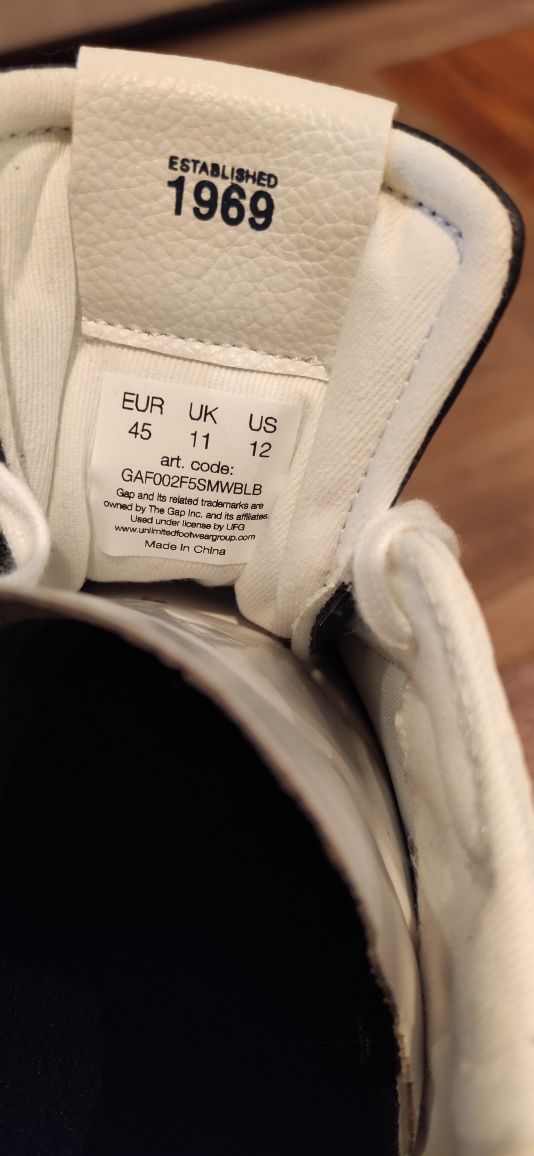 ESTABLISHED
1969
EUR UK US
45 11 12
art. code:
GAF002F5SMWBLB
Gap and its related trademarks are
owned by The Gap Inc. and its affiliates.
Used under license by UFG
www.unlimitedfootweargroup.com
Made in China